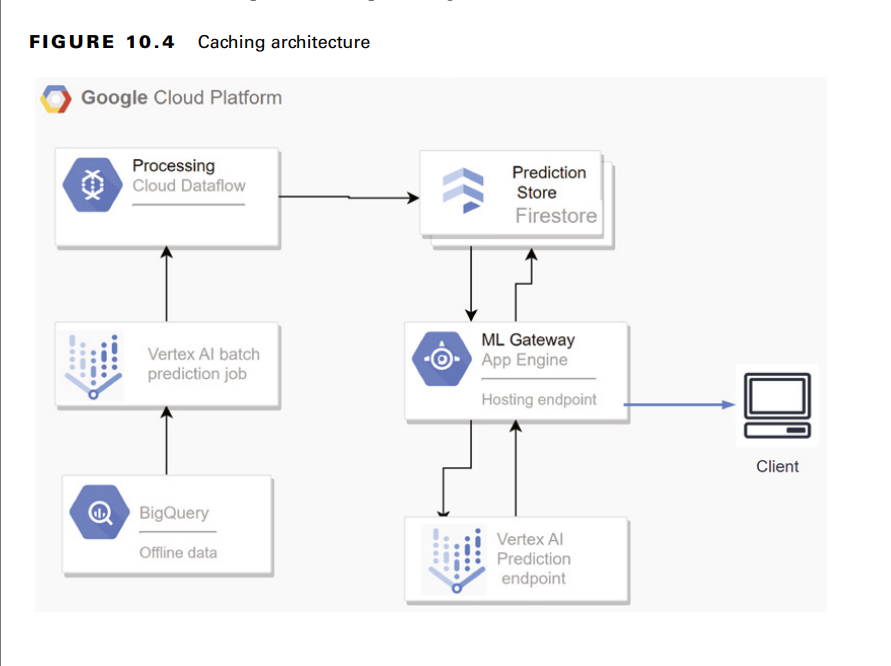 FIGURE 10.4 Caching architecture
Google Cloud Platform
Processing
Cloud Dataflow
Prediction
Store
Firestore
Vertex AI batch
prediction job
ML Gateway
App Engine
Hosting endpoint
Client
BigQuery
Offline data
Vertex AI
Prediction
endpoint